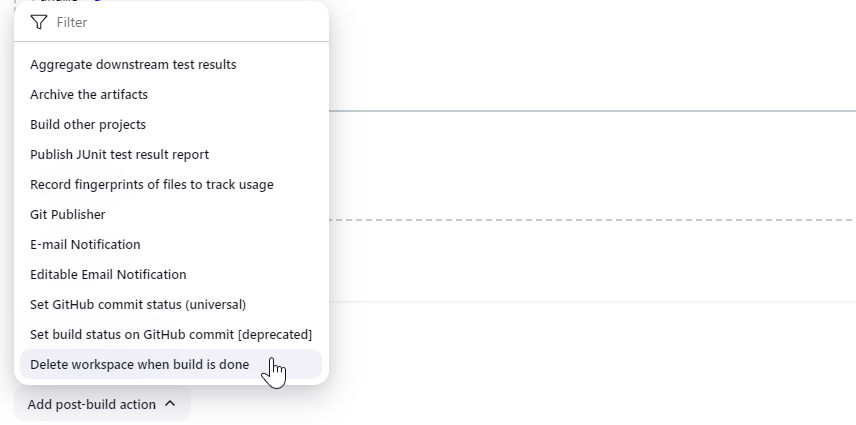 Filter
Aggregate downstream test results
Archive the artifacts
Build other projects
Publish JUnit test result report
Record fingerprints of files to track usage
Git Publisher
E-mail Notification
Editable Email Notification
Set GitHub commit status (universal)
Set build status on GitHub commit [deprecated]
Delete workspace when build is done
Add post-build action